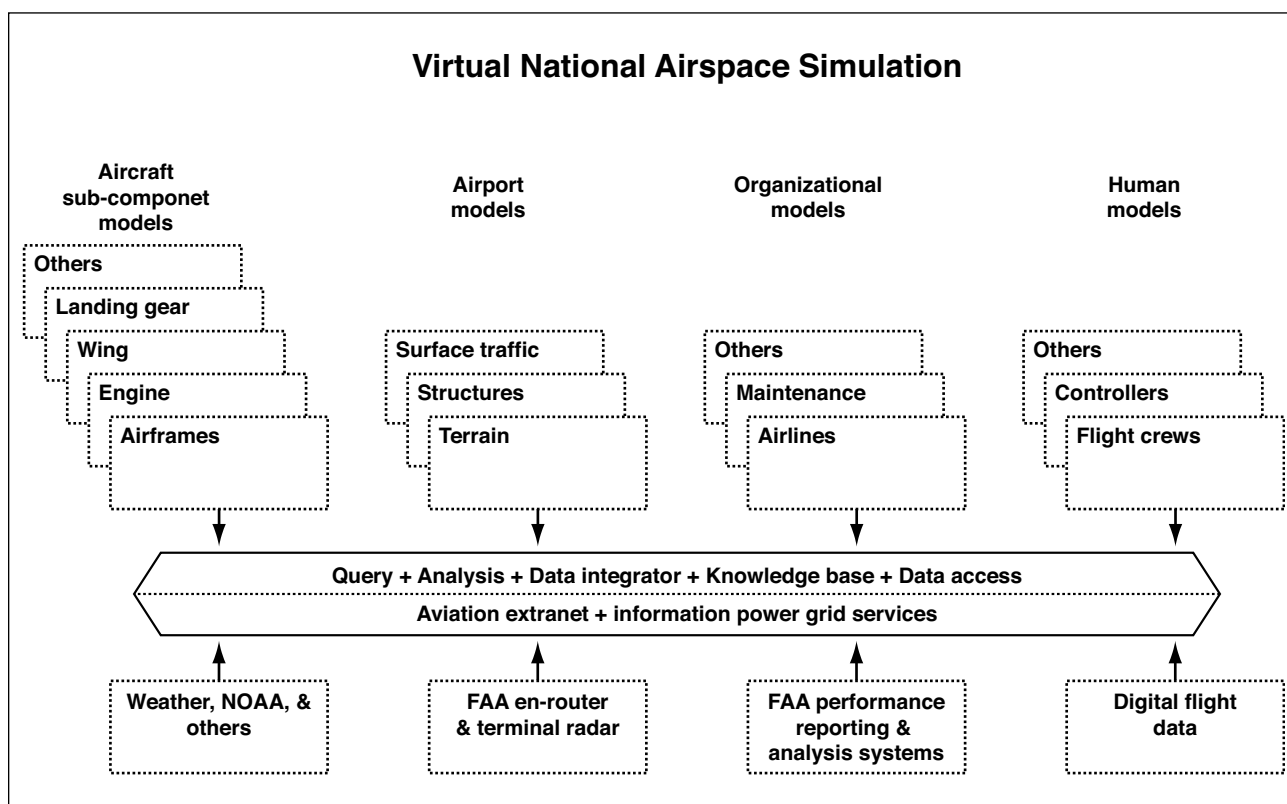 Virtual National Airspace Simulation
Aircraft
sub-componet
models
Others
Landing gear
Wing
Engine
Airframes
Airport
models
Surface traffic
Structures
Terrain
Organizational
models
Others
Maintenance
Airlines
Human
models
Others
Controllers
Flight crews
Query + Analysis + Data integrator + Knowledge base + Data access
Aviation extranet + information power grid services
Weather, NOAA, &
others
FAA en-router
& terminal radar
FAA performance
reporting &
analysis systems
Digital flight
data